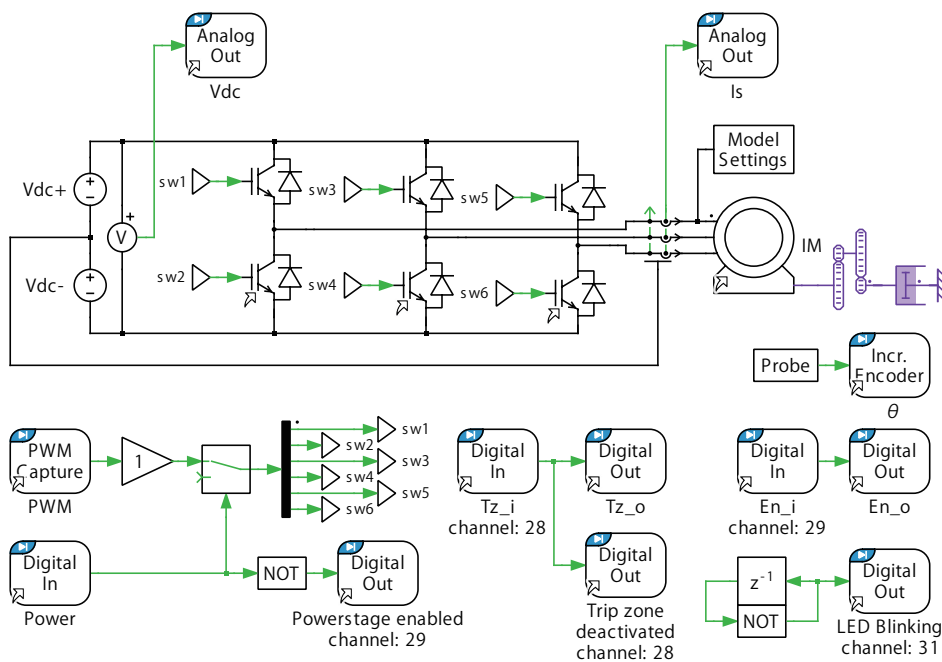 Analog
Out
Vdc
Analog
Out
Is
Model
Settings
Vdc+
Vdc-
V
+
sw1
sw2
sw3
sw4
sw5
sw6
IM
Probe
Incr.
Encoder
θ
PWM
Capture
PWM
1
sw1
sw2
sw3
sw4
sw5
sw6
Digital
In
Tz_i
channel: 28
Digital
Out
Tz_o
Digital
In
En_i
channel: 29
Digital
Out
En_o
Digital
In
Power
NOT
Digital
Out
Powerstage enabled
channel: 29
Digital
Out
Trip zone
deactivated
channel: 28
z⁻¹
NOT
Digital
Out
LED Blinking
channel: 31